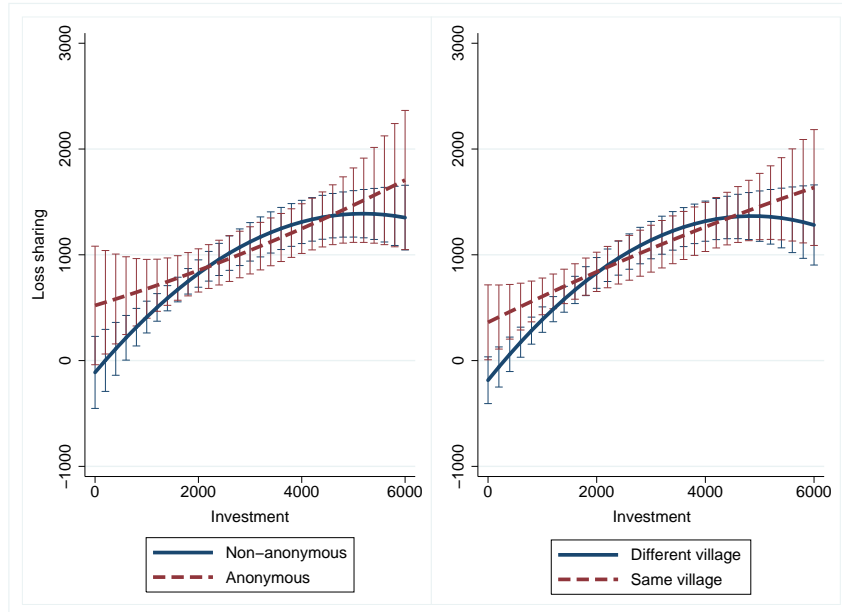 Loss sharing
3000
2000
1000
0
−1000
0 2000 4000 6000
Investment
Non−anonymous
Anonymous
3000
2000
1000
0
−1000
0 2000 4000 6000
Investment
Different village
Same village